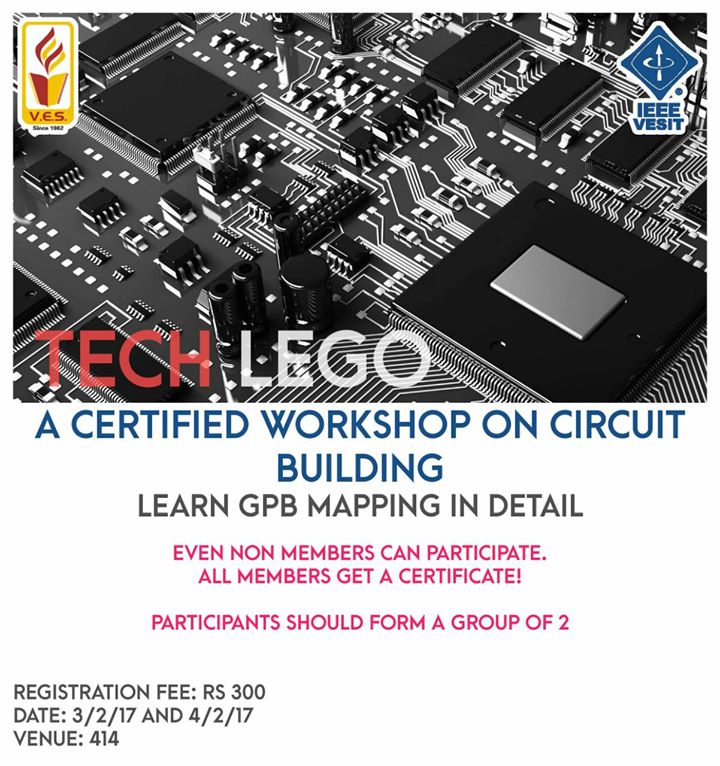 V.E.S.
Since 1962
IEEE
VESIT
TECH LEGO
A CERTIFIED WORKSHOP ON CIRCUIT
BUILDING
LEARN GPB MAPPING IN DETAIL
EVEN NON MEMBERS CAN PARTICIPATE.
ALL MEMBERS GET A CERTIFICATE!
PARTICIPANTS SHOULD FORM A GROUP OF 2
REGISTRATION FEE: RS 300
DATE: 3/2/17 AND 4/2/17
VENUE: 414